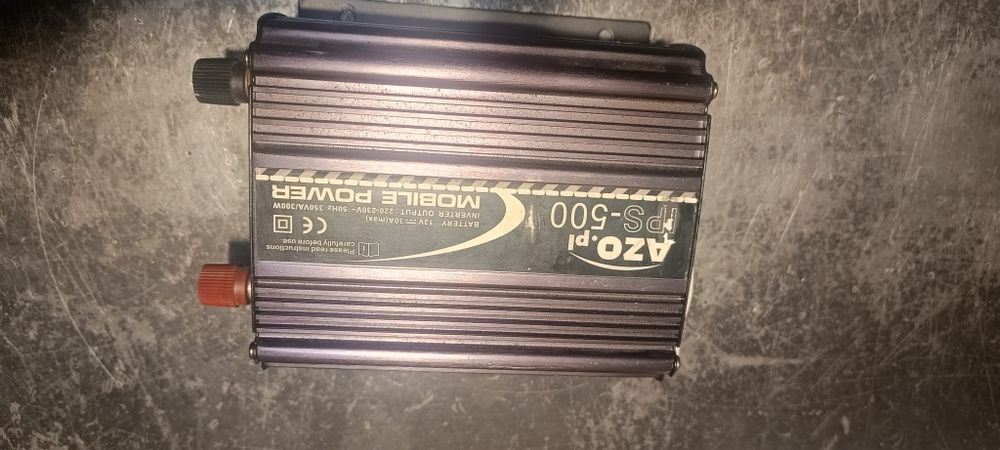 AZO.pl
IPS-500
MOBILE POWER
BATTERY : 12V ⎓ 30A(max)
INVERTER OUTPUT : 220-230V~ 50Hz 350VA/300W
CE
Please read instructions
carefully before use